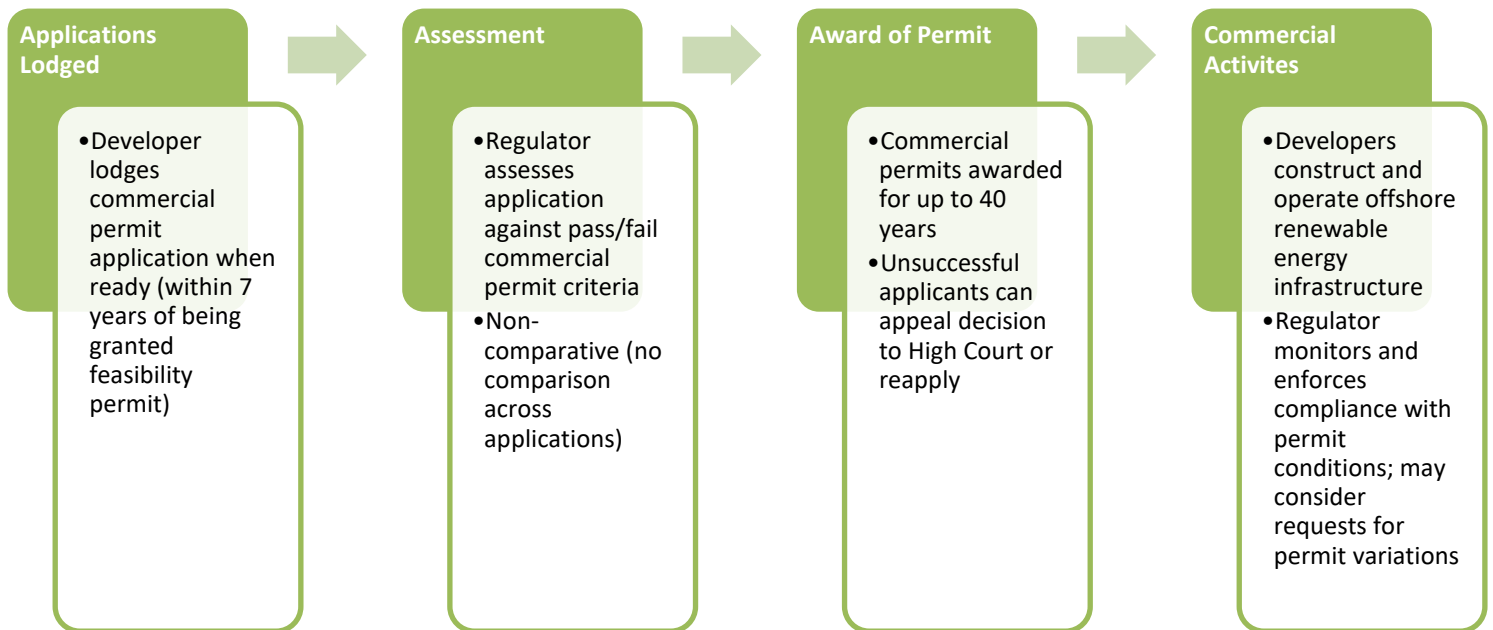 Applications
Lodged
•Developer
lodges
commercial
permit
application when
ready (within 7
years of being
granted
feasibility
permit)
Assessment
•Regulator
assesses
application
against pass/fail
commercial
permit criteria
•Non-
comparative (no
comparison
across
applications)
Award of Permit
•Commercial
permits awarded
for up to 40
years
•Unsuccessful
applicants can
appeal decision
to High Court or
reapply
Commercial
Activites
•Developers
construct and
operate offshore
renewable
energy
infrastructure
•Regulator
monitors and
enforces
compliance with
permit
conditions; may
consider
requests for
permit variations